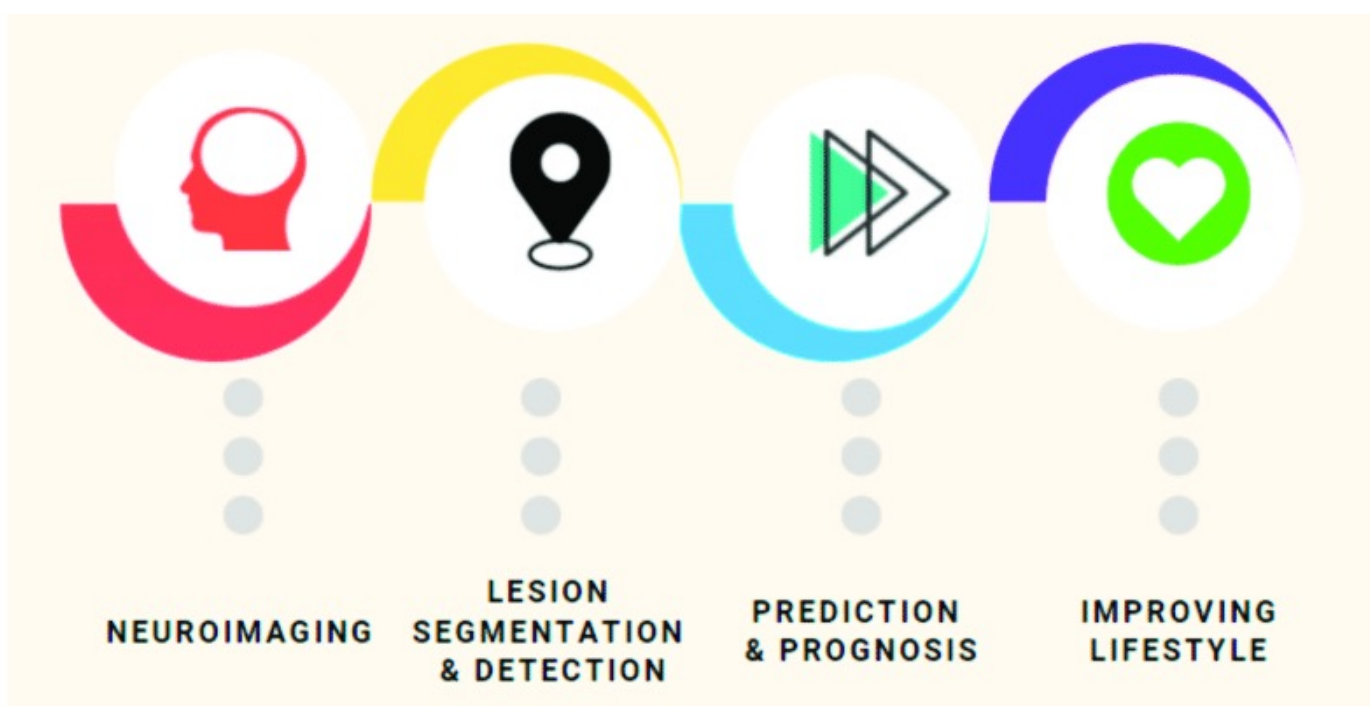 NEUROIMAGING
LESION
SEGMENTATION
& DETECTION
PREDICTION
& PROGNOSIS
IMPROVING
LIFESTYLE